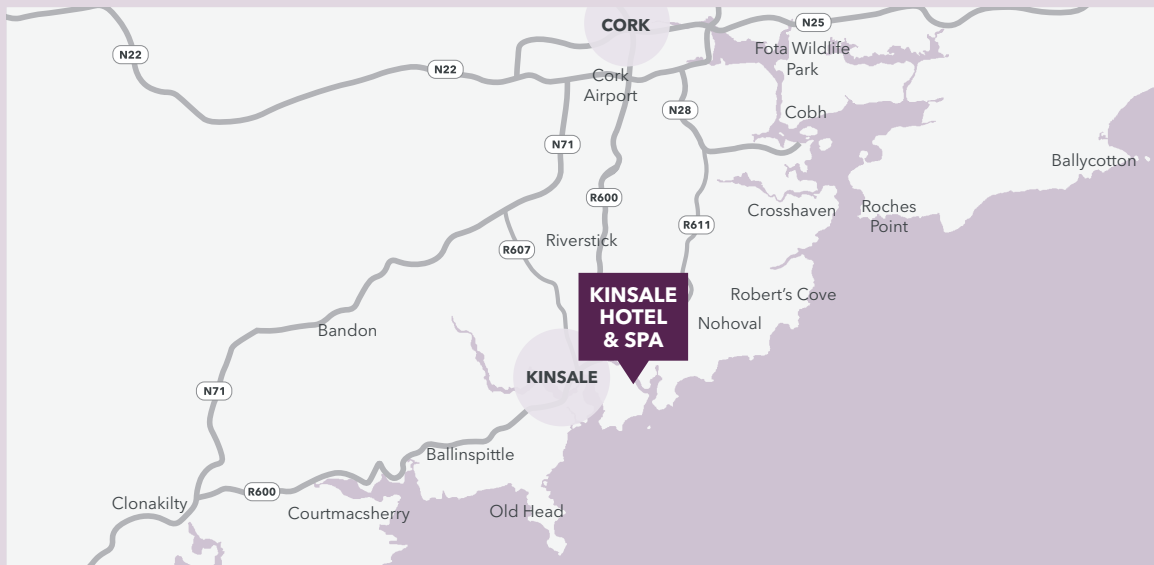 CORK
N25
N22
Fota Wildlife
Park
N22
Cork
Airport
N28
Cobh
N71
Ballycotton
R600
Crosshaven
Roches
Point
R611
R607
Riverstick
KINSALE
HOTEL
& SPA
Robert’s Cove
Nohoval
Bandon
KINSALE
N71
Ballinspittle
R600
Clonakilty
Courtmacsherry
Old Head